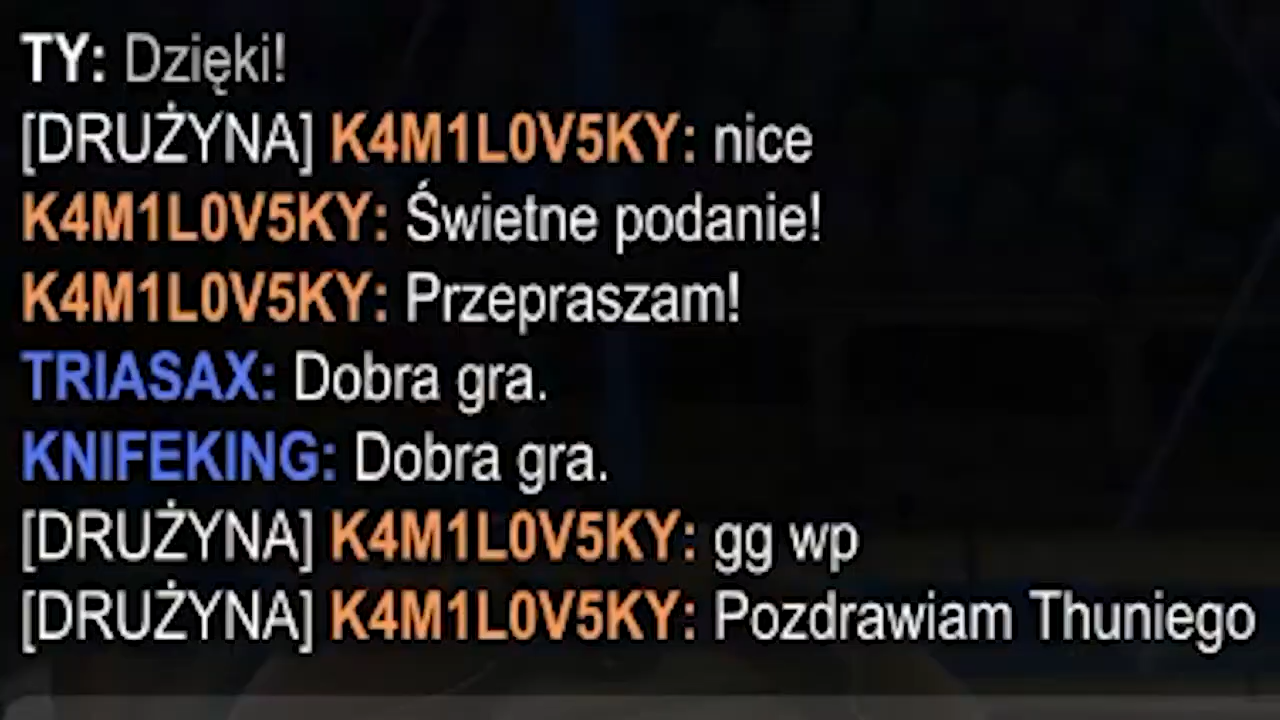 TY: Dzięki!
[DRUŻYNA] K4M1L0V5KY: nice
K4M1L0V5KY: Świetne podanie!
K4M1L0V5KY: Przepraszam!
TRIASAX: Dobra gra.
KNIFEKING: Dobra gra.
[DRUŻYNA] K4M1L0V5KY: gg wp
[DRUŻYNA] K4M1L0V5KY: Pozdrawiam Thuniego